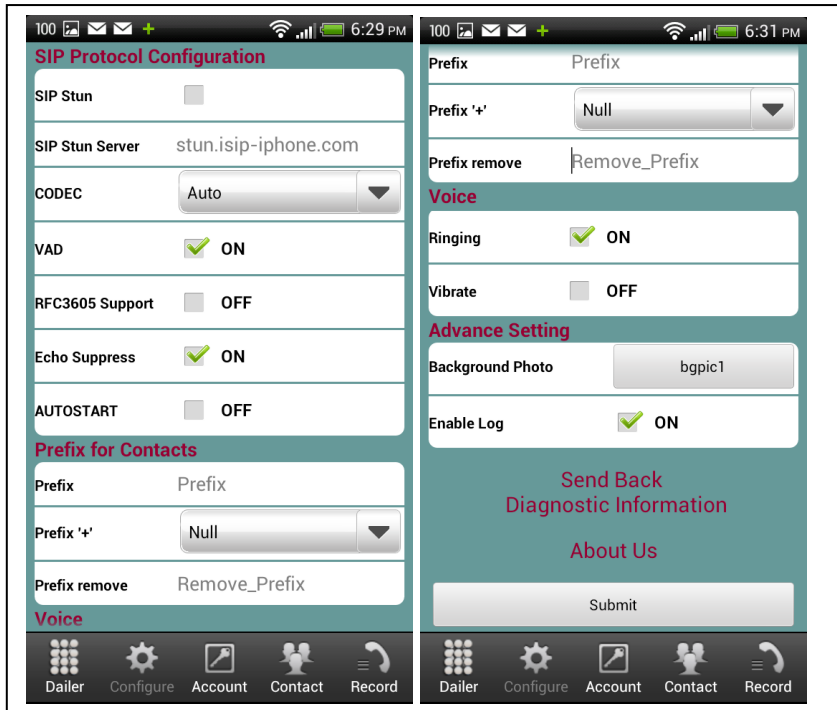 100 6:29 PM
SIP Protocol Configuration
SIP Stun
SIP Stun Server stun.isip-iphone.com
CODEC Auto
VAD ON
RFC3605 Support OFF
Echo Suppress ON
AUTOSTART OFF
Prefix for Contacts
Prefix Prefix
Prefix '+' Null
Prefix remove Remove_Prefix
Voice
Dailer Configure Account Contact Record
100 6:31 PM
Prefix Prefix
Prefix '+' Null
Prefix remove Remove_Prefix
Voice
Ringing ON
Vibrate OFF
Advance Setting
Background Photo bgpic1
Enable Log ON
Send Back
Diagnostic Information
About Us
Submit
Dailer Configure Account Contact Record